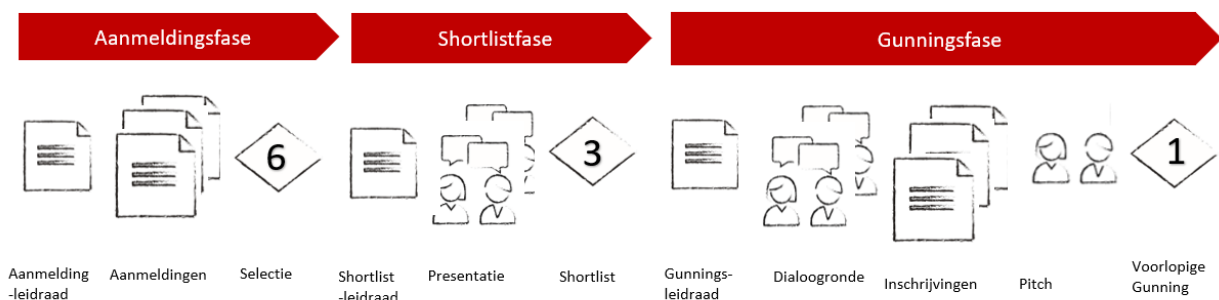 Aanmeldingsfase
Shortlistfase
Gunningsfase
6
3
1
Aanmelding
-leidraad
Aanmeldingen
Selectie
Shortlist
-leidraad
Presentatie
Shortlist
Gunnings-
leidraad
Dialoogronde
Inschrijvingen
Pitch
Voorlopige
Gunning